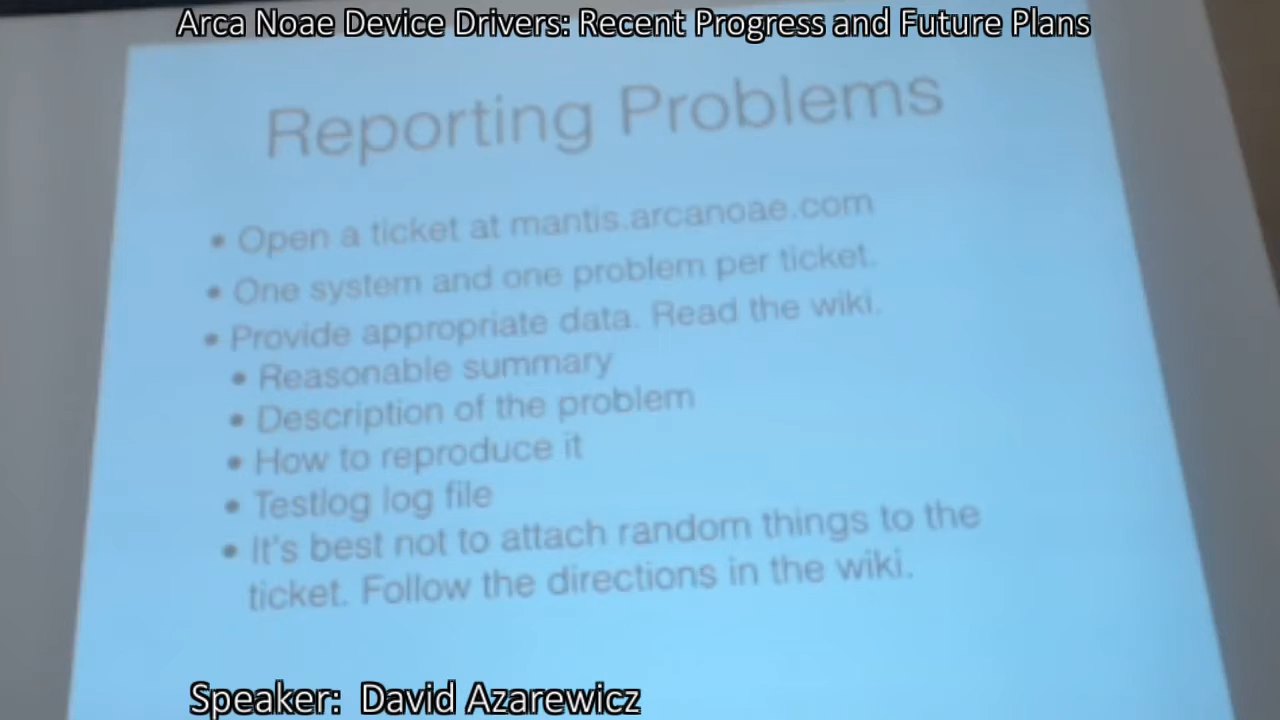 Arca Noae Device Drivers: Recent Progress and Future Plans
Reporting Problems
• Open a ticket at mantis.arcanoae.com
• One system and one problem per ticket.
• Provide appropriate data. Read the wiki.
• Reasonable summary
• Description of the problem
• How to reproduce it
• Testlog log file
• It's best not to attach random things to the
ticket. Follow the directions in the wiki.
Speaker: David Azarewicz